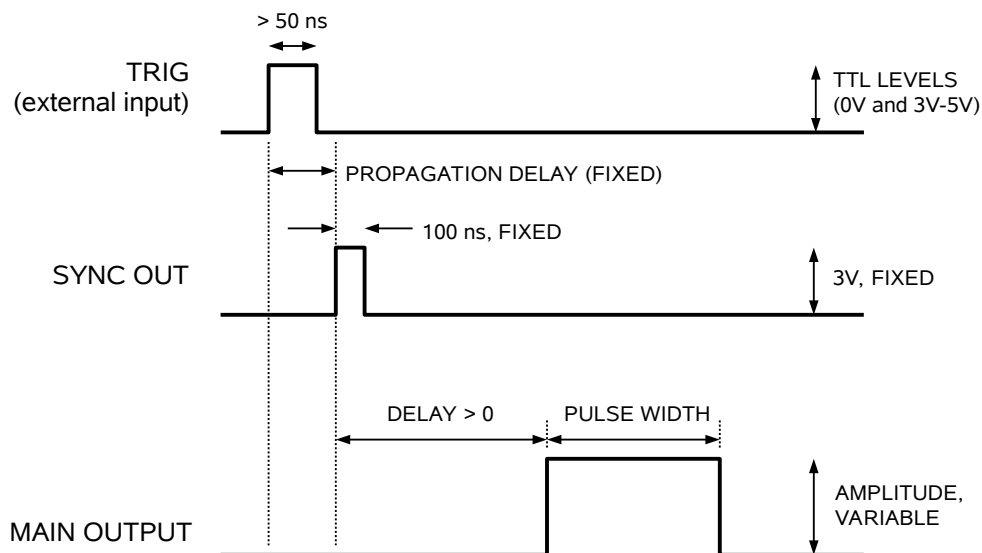 > 50 ns
TRIG
(external input)
TTL LEVELS
(0V and 3V-5V)
PROPAGATION DELAY (FIXED)
100 ns, FIXED
SYNC OUT
3V, FIXED
DELAY > 0
PULSE WIDTH
AMPLITUDE,
VARIABLE
MAIN OUTPUT